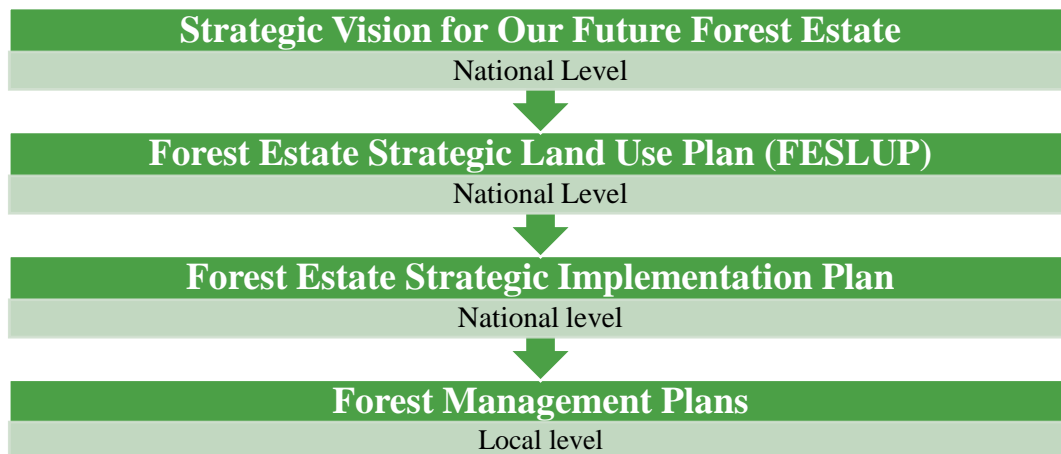 Strategic Vision for Our Future Forest Estate
National Level
Forest Estate Strategic Land Use Plan (FESLUP)
National Level
Forest Estate Strategic Implementation Plan
National level
Forest Management Plans
Local level